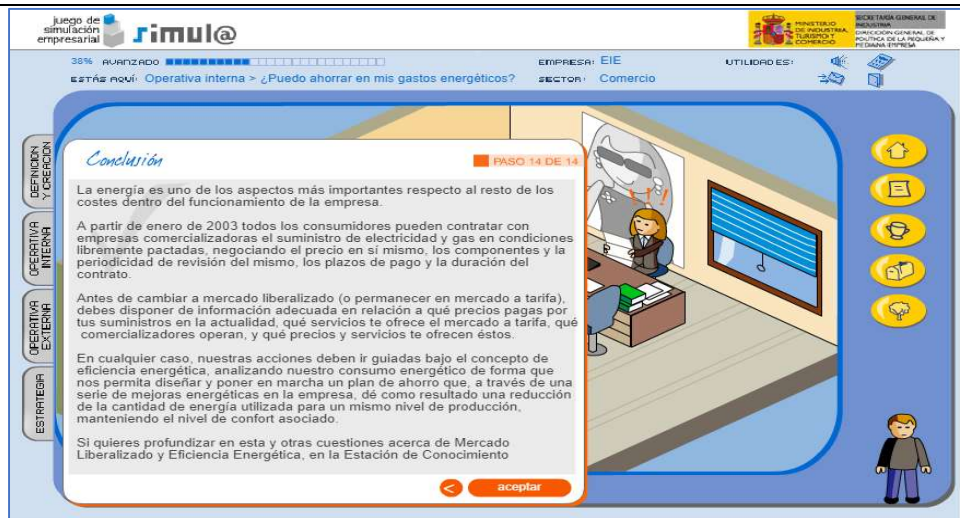 juego de
simulación
empresarial
simul@
MINISTERIO
DE INDUSTRIA,
TURISMO Y
COMERCIO
SECRETARÍA GENERAL DE
INDUSTRIA
DIRECCIÓN GENERAL DE
POLÍTICA DE LA PEQUEÑA Y
MEDIANA EMPRESA
38% AVANZADO
EMPRESA: EIE
UTILIDADES:
ESTÁS AQUÍ: Operativa interna > ¿Puedo ahorrar en mis gastos energéticos?
SECTOR: Comercio
DEFINICION
Y CREACION
OPERATIVA
INTERNA
OPERATIVA
EXTERNA
ESTRATEGIA
Conclusión
PASO 14 DE 14
La energía es uno de los aspectos más importantes respecto al resto de los
costes dentro del funcionamiento de la empresa.
A partir de enero de 2003 todos los consumidores pueden contratar con
empresas comercializadoras el suministro de electricidad y gas en condiciones
libremente pactadas, negociando el precio en sí mismo, los componentes y la
periodicidad de revisión del mismo, los plazos de pago y la duración del
contrato.
Antes de cambiar a mercado liberalizado (o permanecer en mercado a tarifa),
debes disponer de información adecuada en relación a qué precios pagas por
tus suministros en la actualidad, qué servicios te ofrece el mercado a tarifa, qué
comercializadores operan, y qué precios y servicios te ofrecen éstos.
En cualquier caso, nuestras acciones deben ir guiadas bajo el concepto de
eficiencia energética, analizando nuestro consumo energético de forma que
nos permita diseñar y poner en marcha un plan de ahorro que, a través de una
serie de mejoras energéticas en la empresa, dé como resultado una reducción
de la cantidad de energía utilizada para un mismo nivel de producción,
manteniendo el nivel de confort asociado.
Si quieres profundizar en esta y otras cuestiones acerca de Mercado
Liberalizado y Eficiencia Energética, en la Estación de Conocimiento
< aceptar